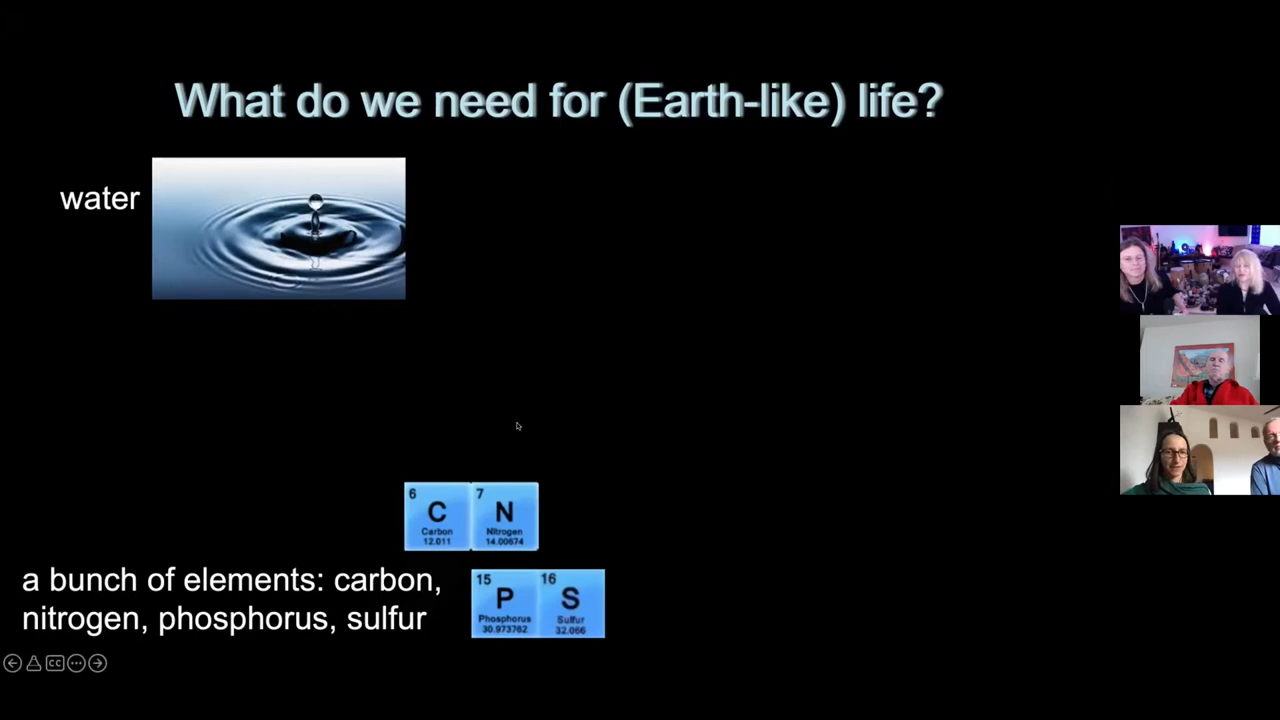 What do we need for (Earth-like) life?
water
6
C
Carbon
12.011
7
N
Nitrogen
14.00674
a bunch of elements: carbon,
nitrogen, phosphorus, sulfur
15
P
Phosphorus
30.973762
16
S
Sulfur
32.066
CC